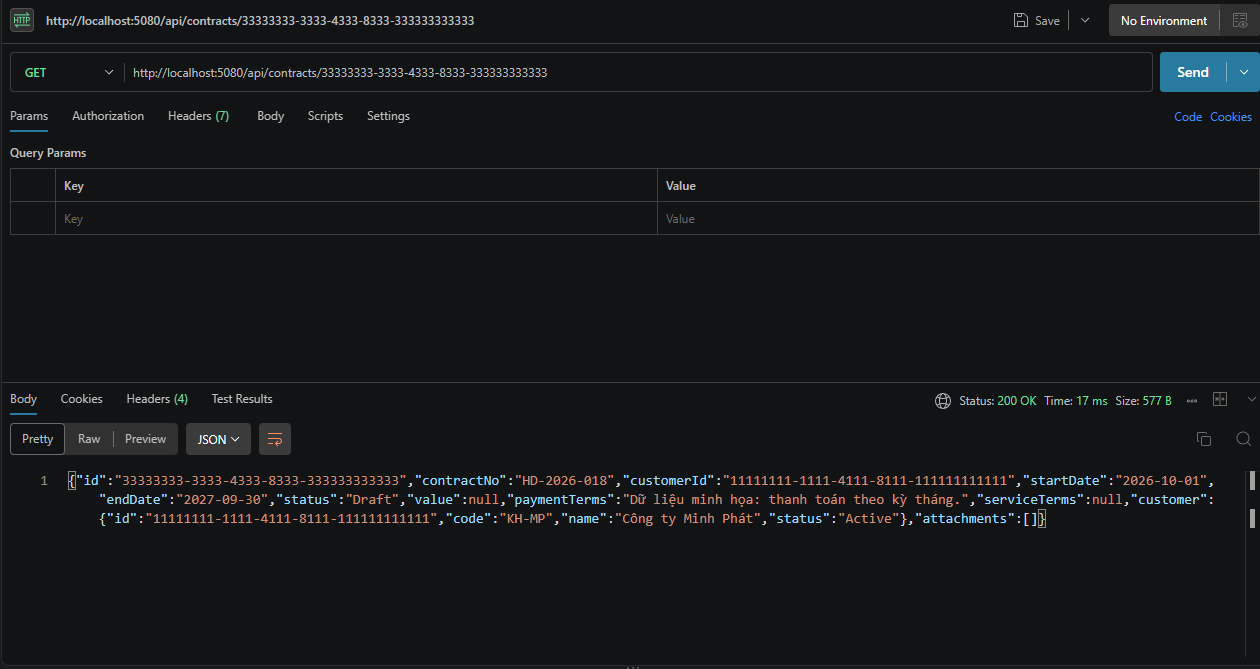 HTTP http://localhost:5080/api/contracts/33333333-3333-4333-8333-333333333333 Save No Environment
GET http://localhost:5080/api/contracts/33333333-3333-4333-8333-333333333333 Send
Params Authorization Headers (7) Body Scripts Settings Code Cookies
Query Params
Key Value
Key Value
Body Cookies Headers (4) Test Results Status: 200 OK Time: 17 ms Size: 577 B
Pretty Raw Preview JSON
1 {"id":"33333333-3333-4333-8333-333333333333","contractNo":"HD-2026-018","customerId":"11111111-1111-4111-8111-111111111111","startDate":"2026-10-01",
"endDate":"2027-09-30","status":"Draft","value":null,"paymentTerms":"Dữ liệu minh họa: thanh toán theo kỳ tháng.","serviceTerms":null,"customer":
{"id":"11111111-1111-4111-8111-111111111111","code":"KH-MP","name":"Công ty Minh Phát","status":"Active"},"attachments":[]}